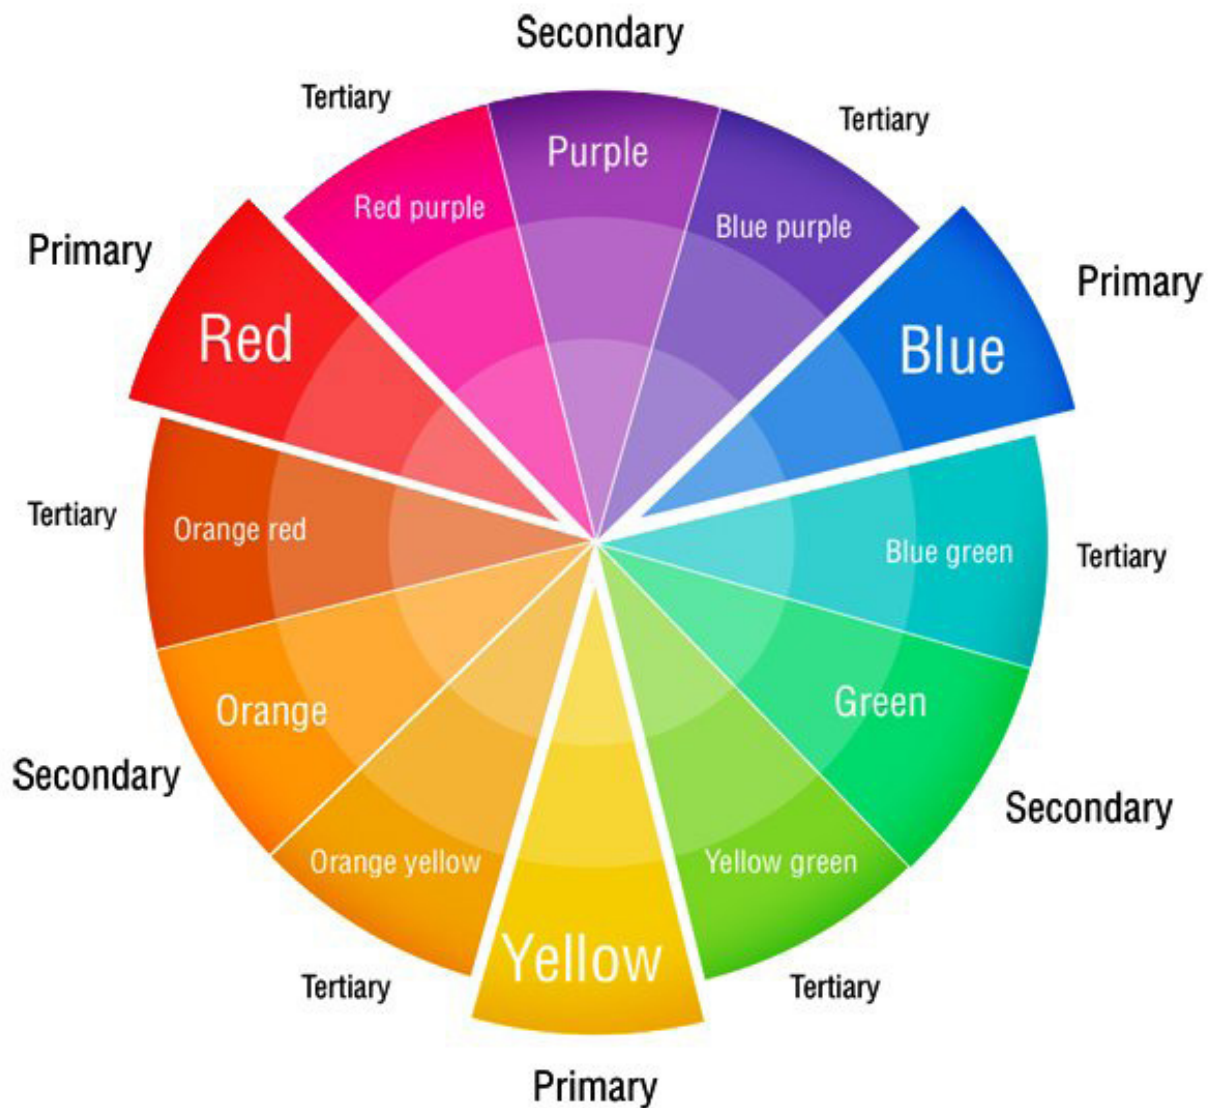 Secondary
Tertiary
Tertiary
Purple
Red purple
Blue purple
Primary
Primary
Red
Blue
Tertiary
Orange red
Blue green
Tertiary
Orange
Green
Secondary
Secondary
Orange yellow
Yellow green
Yellow
Tertiary
Tertiary
Primary